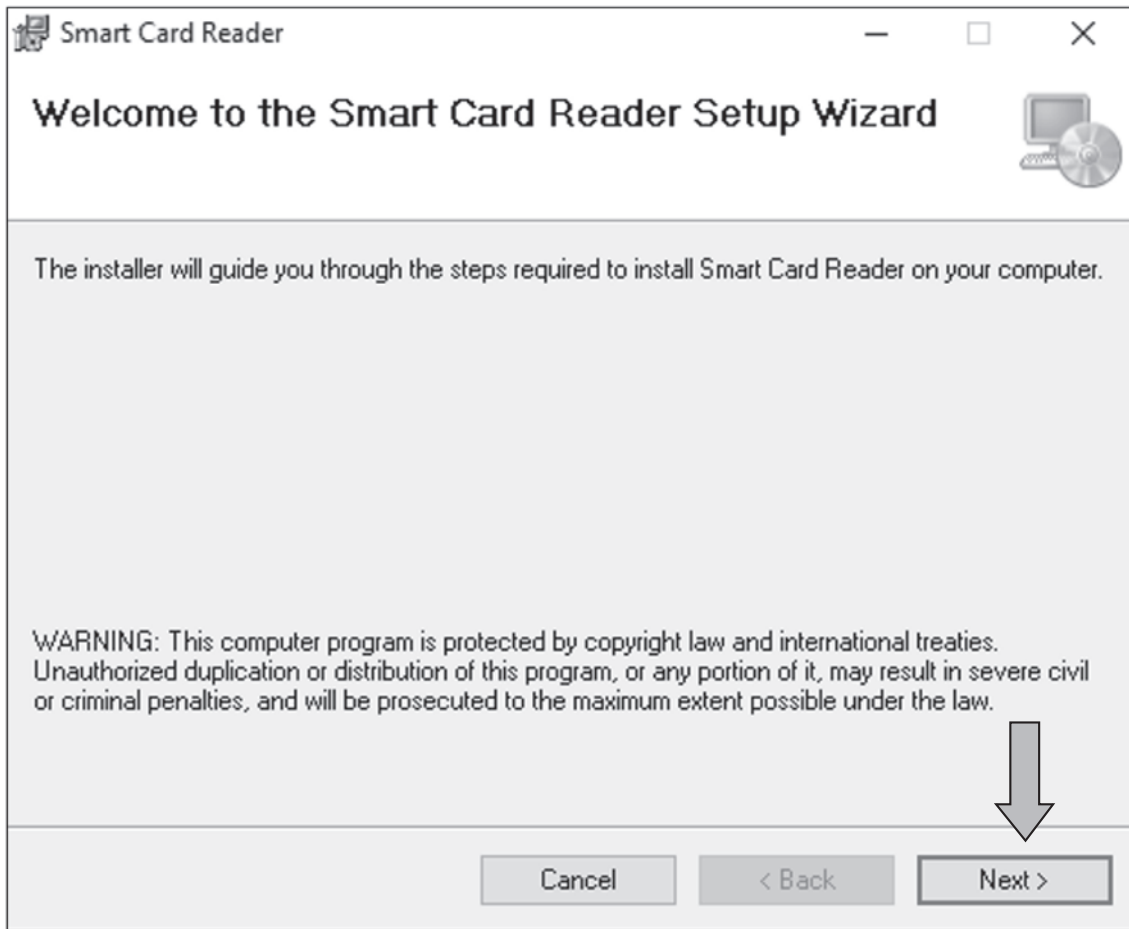 Smart Card Reader
Welcome to the Smart Card Reader Setup Wizard
The installer will guide you through the steps required to install Smart Card Reader on your computer.
WARNING: This computer program is protected by copyright law and international treaties.
Unauthorized duplication or distribution of this program, or any portion of it, may result in severe civil
or criminal penalties, and will be prosecuted to the maximum extent possible under the law.
Cancel
< Back
Next >